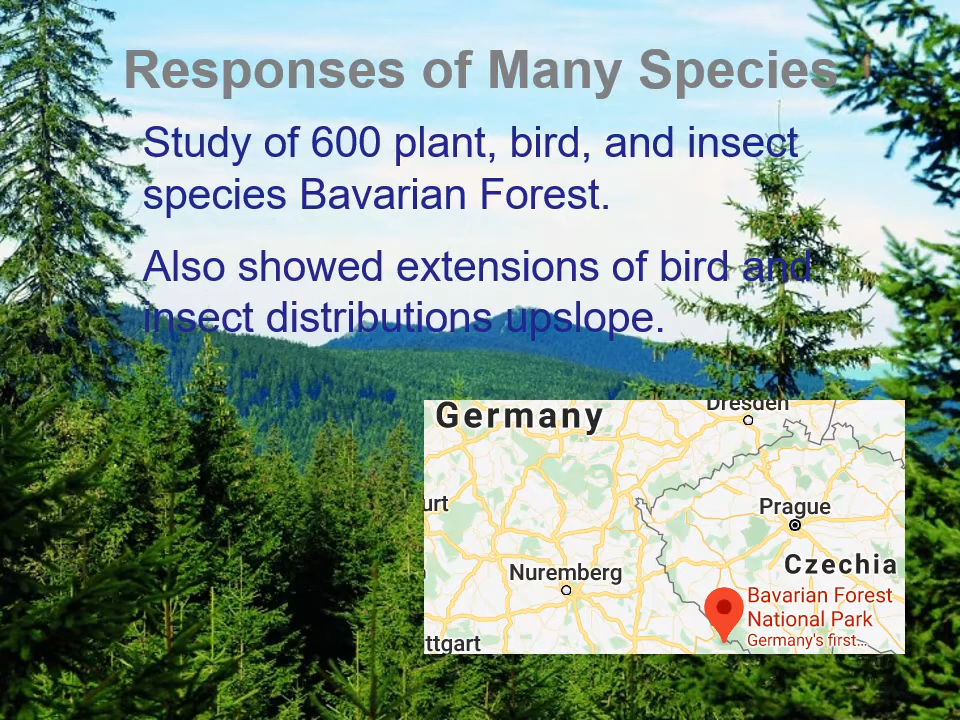 Responses of Many Species
Study of 600 plant, bird, and insect
species Bavarian Forest.
Also showed extensions of bird and
insect distributions upslope.
Germany
Dresden
urt
Prague
Czechia
Nuremberg
Bavarian Forest
National Park
Germany's first...
ttgart